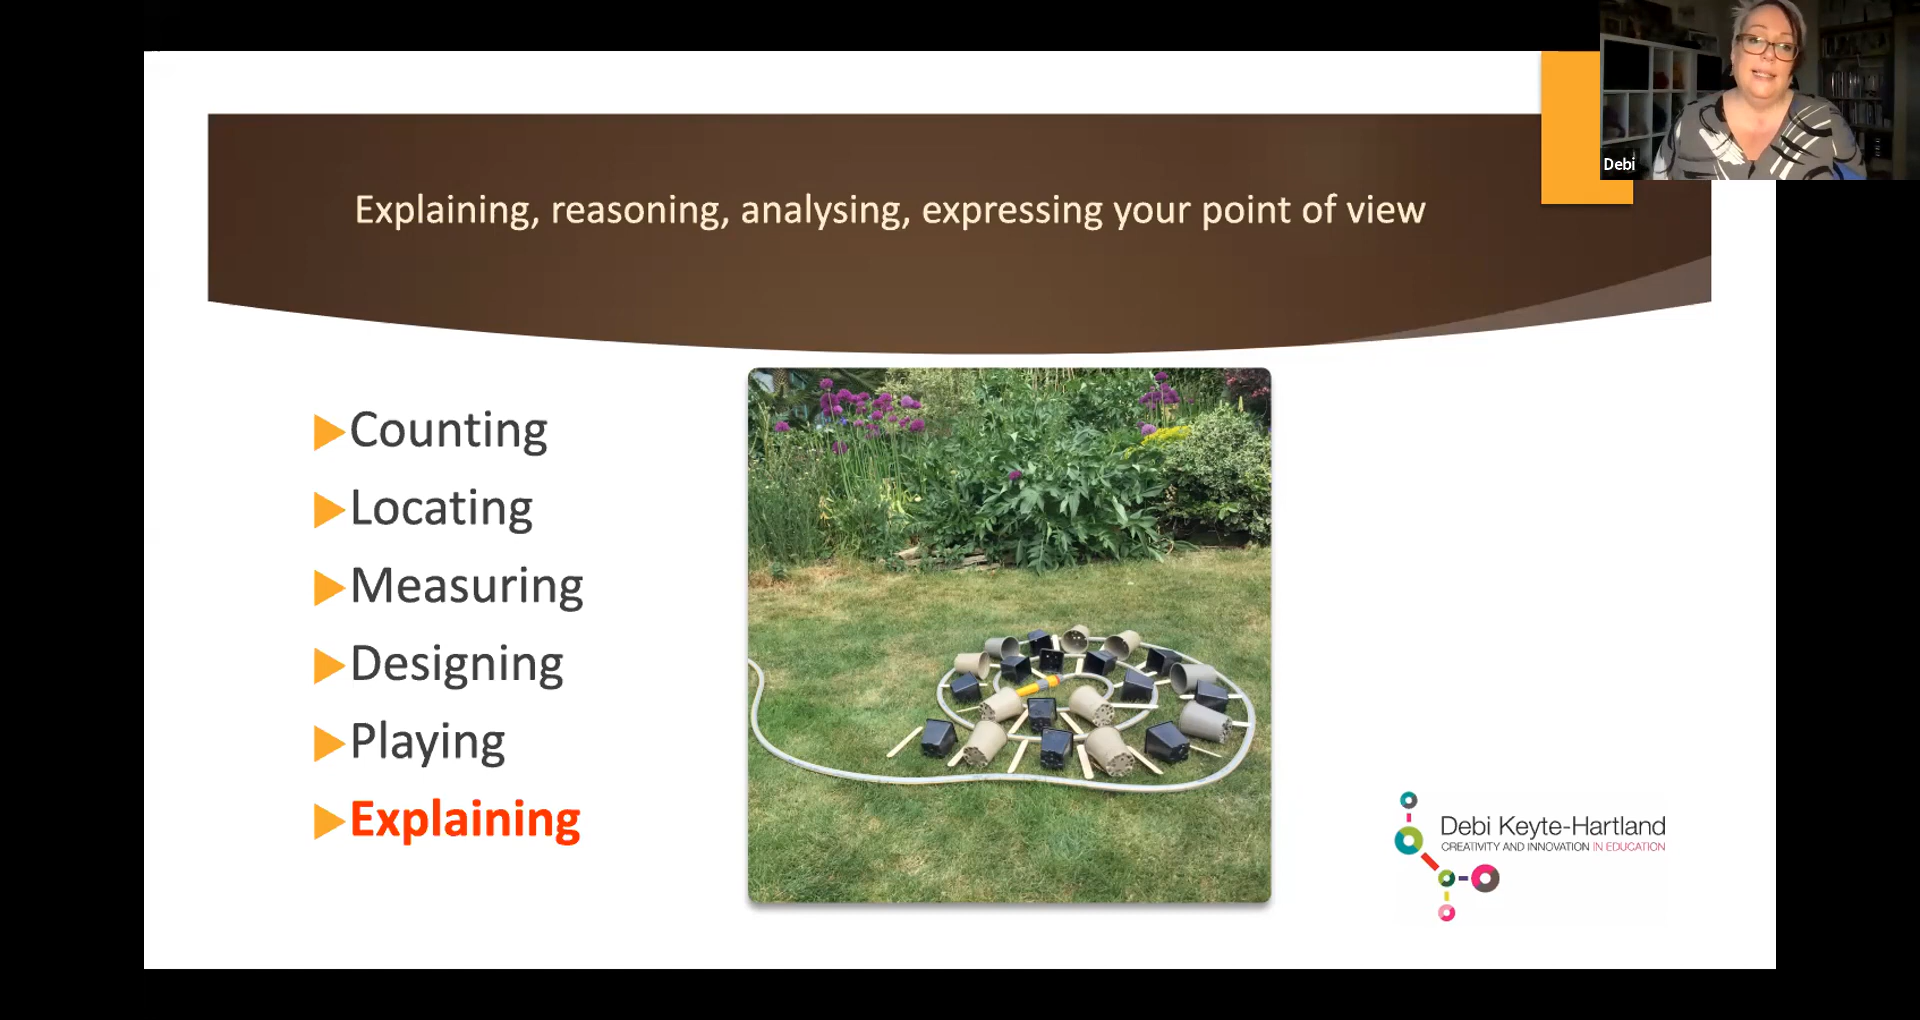 Debi
Explaining, reasoning, analysing, expressing your point of view
Counting
Locating
Measuring
Designing
Playing
Explaining
Debi Keyte-Hartland
CREATIVITY AND INNOVATION IN EDUCATION